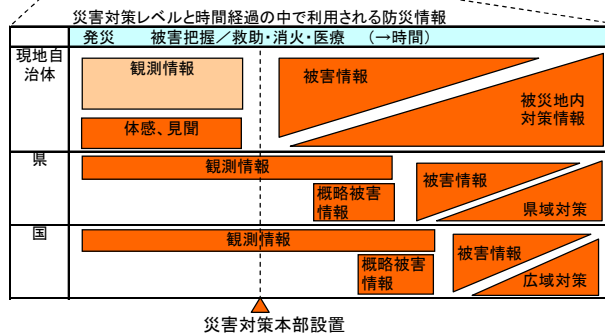 災害対策レベルと時間経過の中で利用される防災情報
発災　被害把握／救助・消火・医療　（→時間）
現地自
治体
観測情報
体感、見聞
被害情報
被災地内
対策情報
県
観測情報
概略被害
情報
被害情報
県域対策
国
観測情報
概略被害
情報
被害情報
広域対策
災害対策本部設置